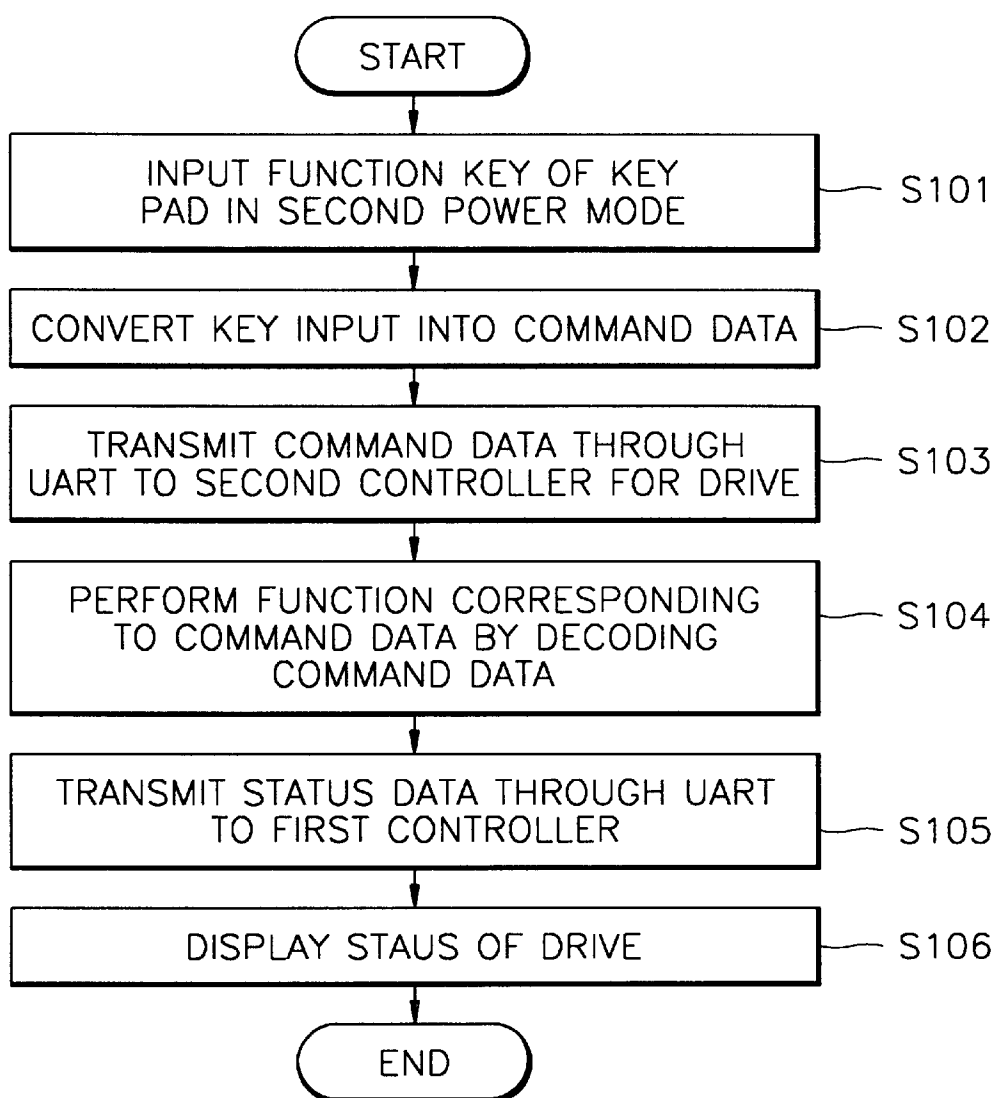 START
INPUT FUNCTION KEY OF KEY
PAD IN SECOND POWER MODE
S101
CONVERT KEY INPUT INTO COMMAND DATA
S102
TRANSMIT COMMAND DATA THROUGH
UART TO SECOND CONTROLLER FOR DRIVE
S103
PERFORM FUNCTION CORRESPONDING
TO COMMAND DATA BY DECODING
COMMAND DATA
S104
TRANSMIT STATUS DATA THROUGH UART
TO FIRST CONTROLLER
S105
DISPLAY STAUS OF DRIVE
S106
END